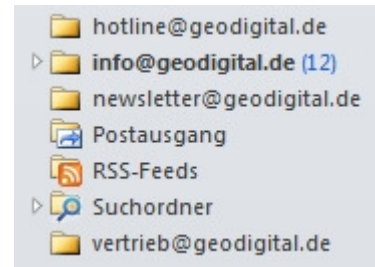 hotline@geodigital.de
info@geodigital.de (12)
newsletter@geodigital.de
Postausgang
RSS-Feeds
Suchordner
vertrieb@geodigital.de